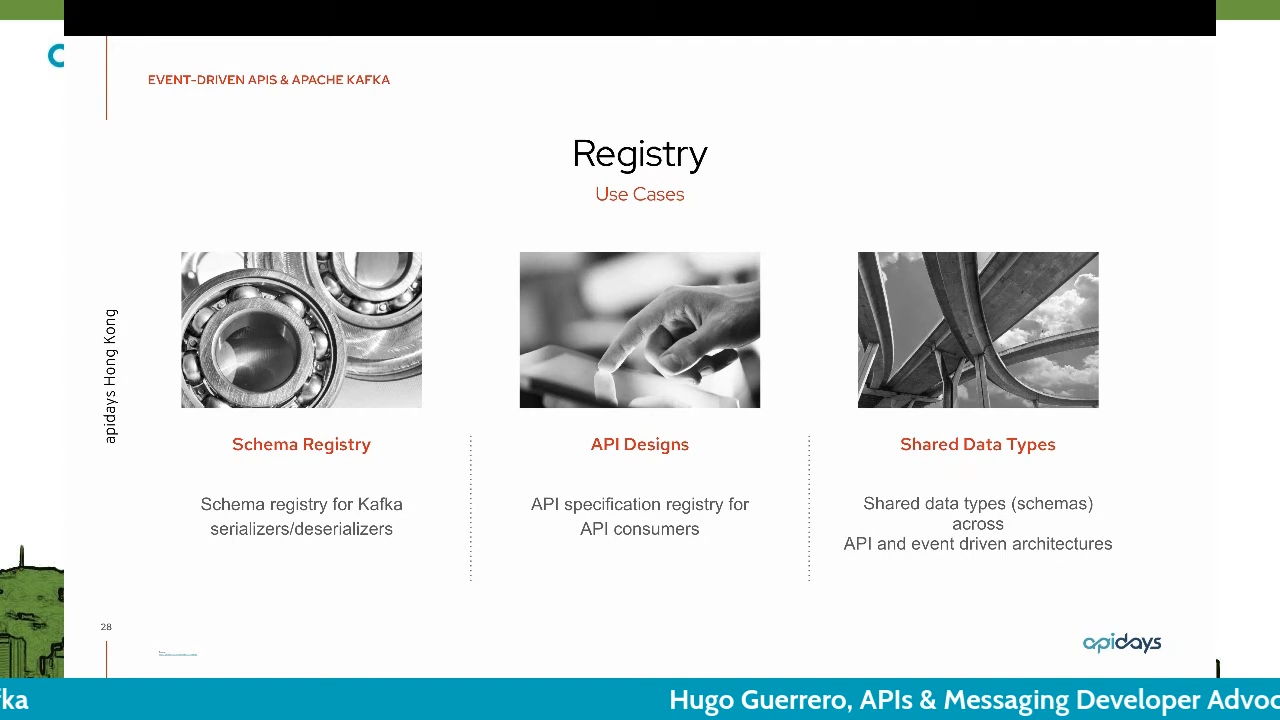 EVENT-DRIVEN APIS & APACHE KAFKA
Registry
Use Cases
apidays Hong Kong
Schema Registry
Schema registry for Kafka
serializers/deserializers
API Designs
API specification registry for
API consumers
Shared Data Types
Shared data types (schemas)
across
API and event driven architectures
28
apidays
fka
Hugo Guerrero, APIs & Messaging Developer Advoc